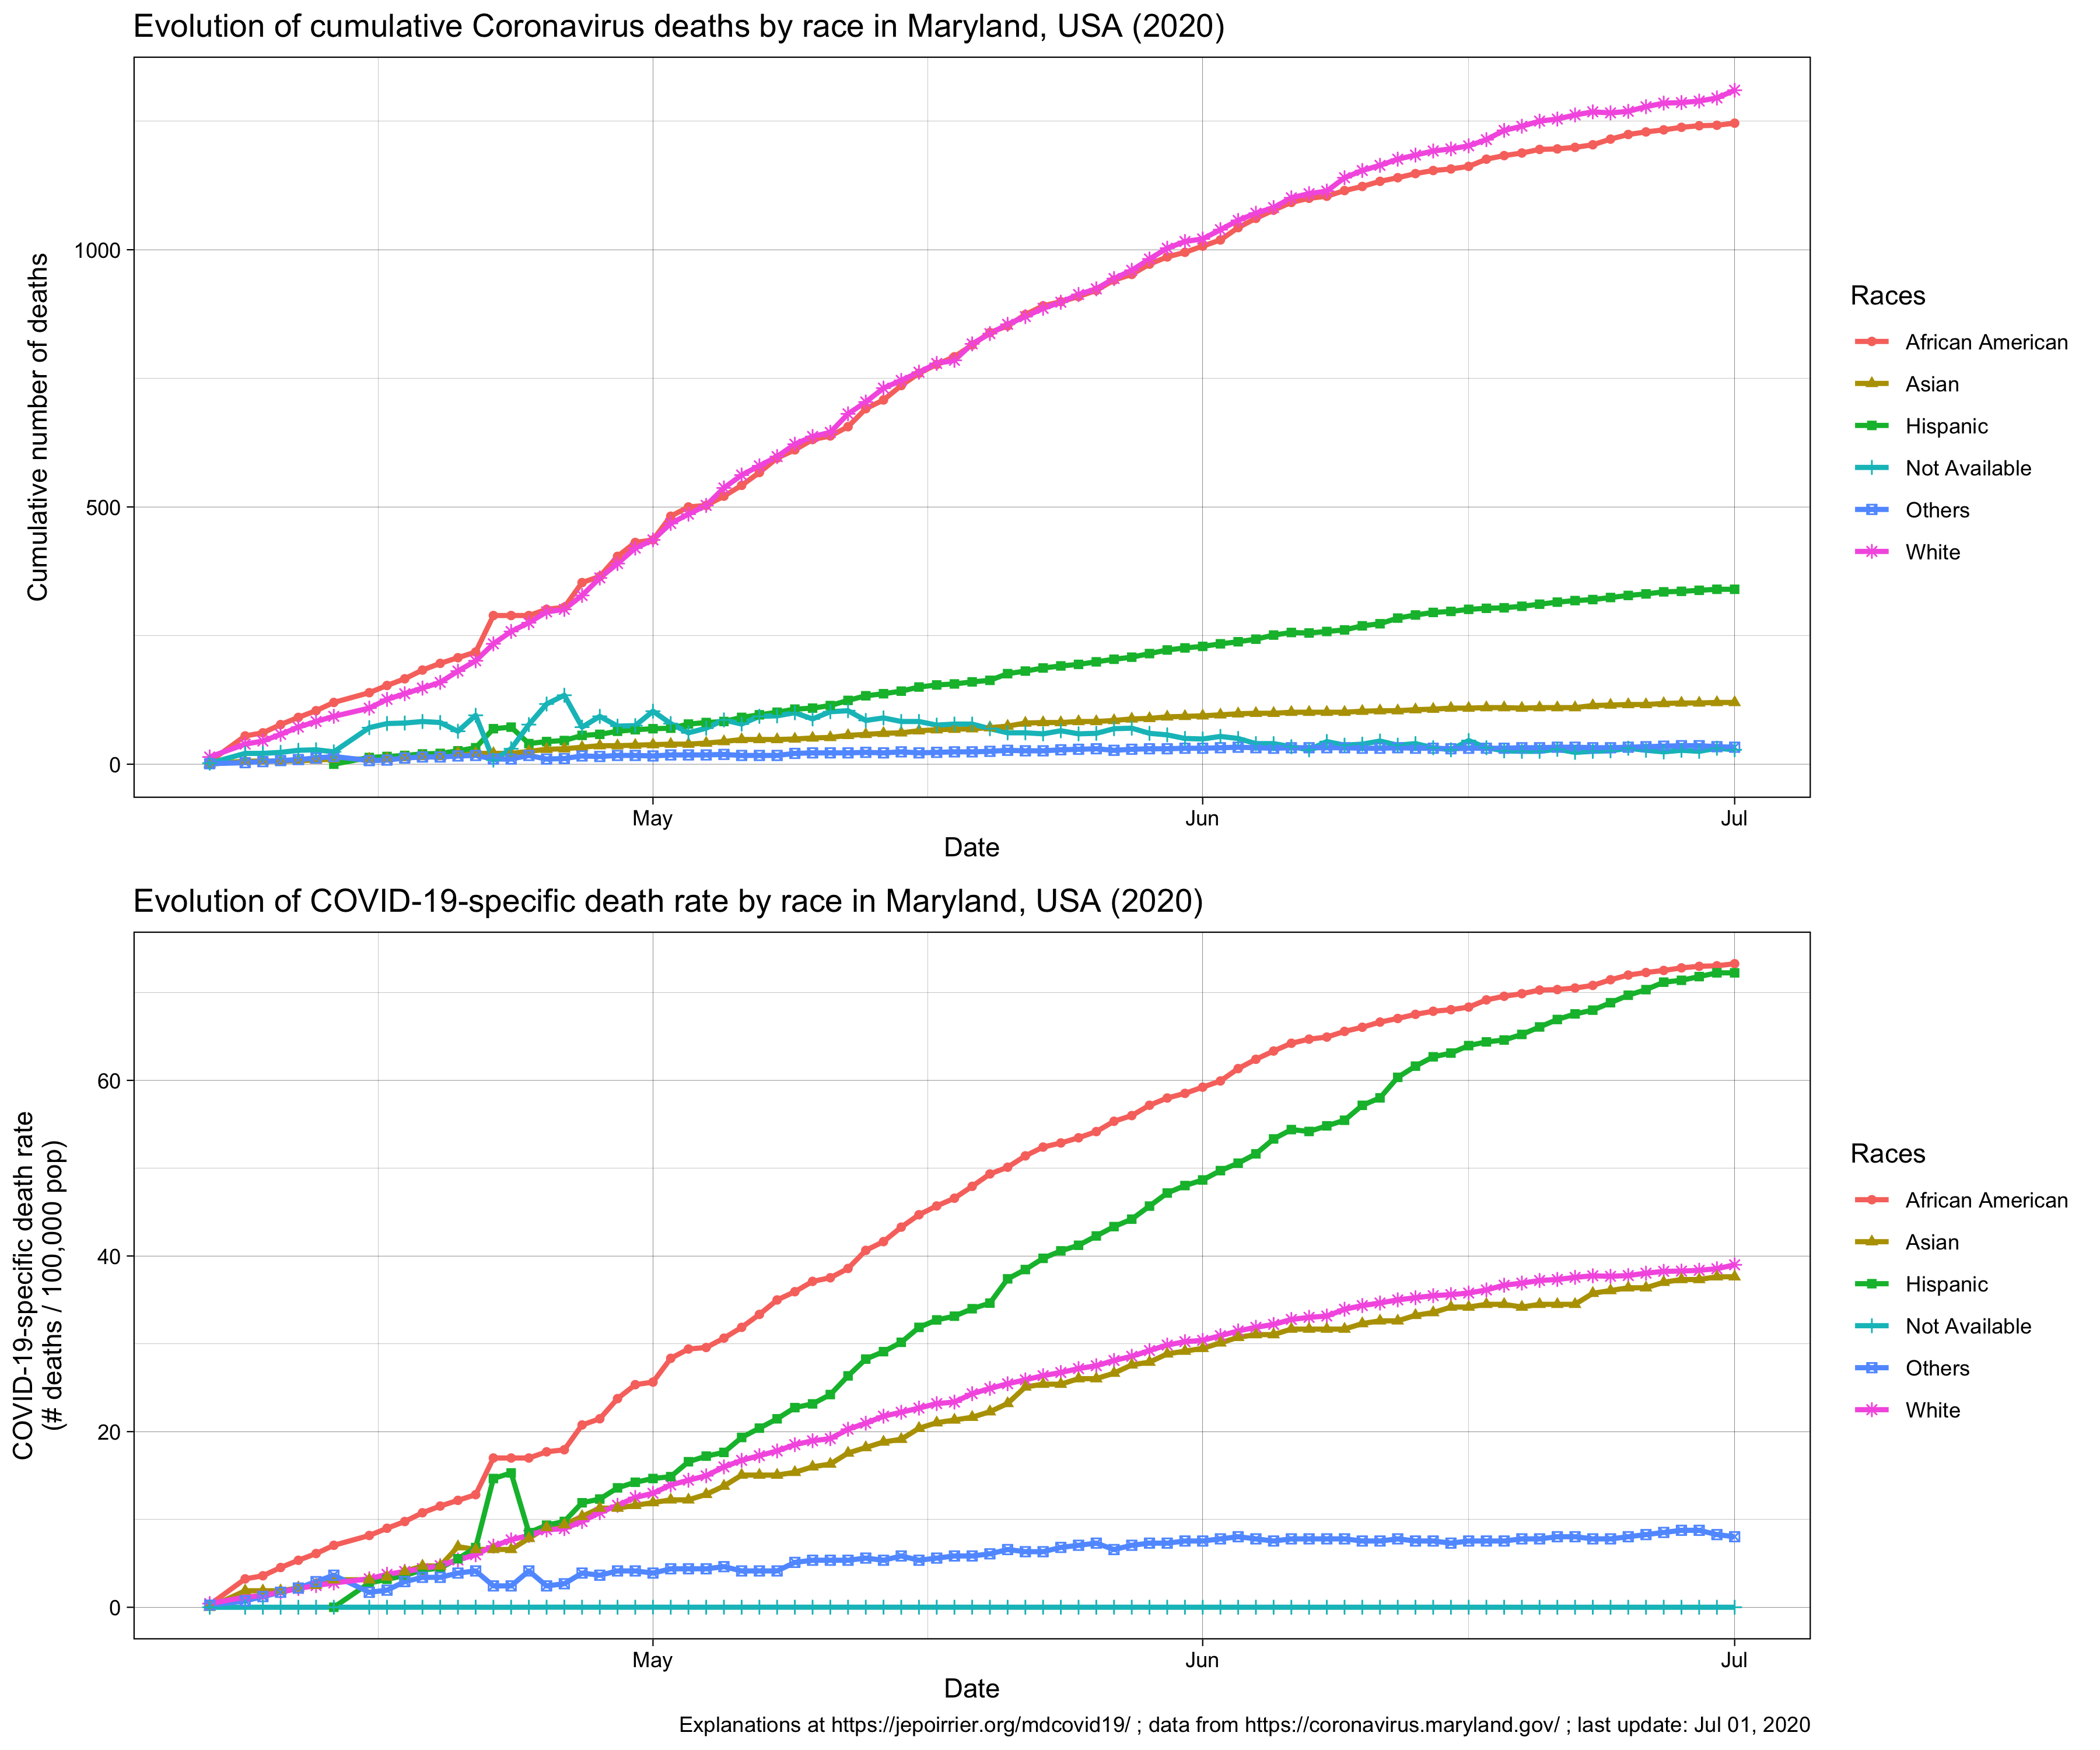 Evolution of cumulative Coronavirus deaths by race in Maryland, USA (2020)
Cumulative number of deaths
1000
500
0
May
Jun
Jul
Date
Races
African American
Asian
Hispanic
Not Available
Others
White
Evolution of COVID-19-specific death rate by race in Maryland, USA (2020)
COVID-19-specific death rate
(# deaths / 100,000 pop)
60
40
20
0
May
Jun
Jul
Date
Races
African American
Asian
Hispanic
Not Available
Others
White
Explanations at https://jepoirrier.org/mdcovid19/ ; data from https://coronavirus.maryland.gov/ ; last update: Jul 01, 2020